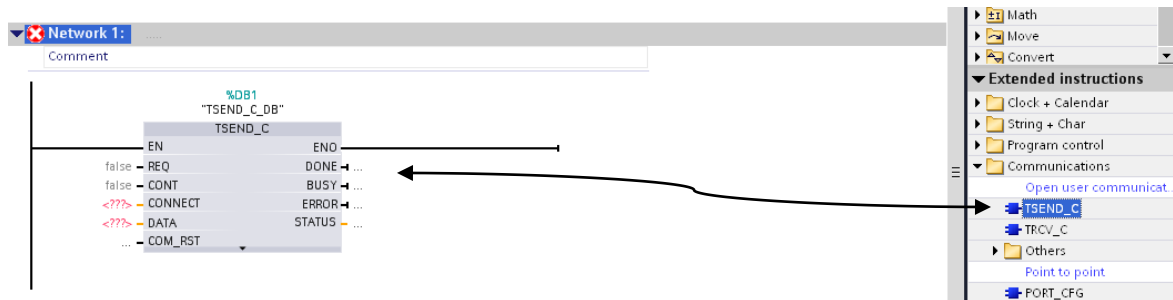 Network 1: .....
Comment
%DB1
"TSEND_C_DB"
TSEND_C
EN
ENO
false
REQ
DONE
...
false
CONT
BUSY
...
<???>
CONNECT
ERROR
...
<???>
DATA
STATUS
...
...
COM_RST
Math
Move
Convert
Extended instructions
Clock + Calendar
String + Char
Program control
Communications
Open user communicat...
TSEND_C
TRCV_C
Others
Point to point
PORT_CFG